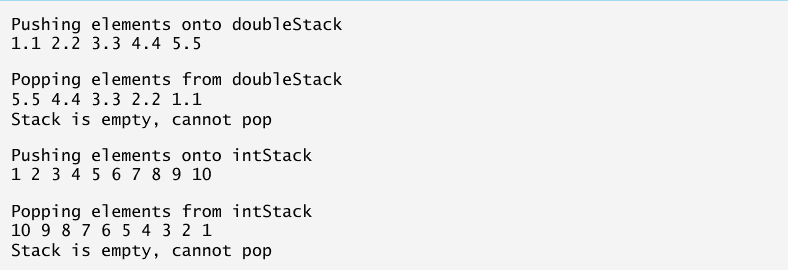 Pushing elements onto doubleStack
1.1 2.2 3.3 4.4 5.5
Popping elements from doubleStack
5.5 4.4 3.3 2.2 1.1
Stack is empty, cannot pop
Pushing elements onto intStack
1 2 3 4 5 6 7 8 9 10
Popping elements from intStack
10 9 8 7 6 5 4 3 2 1
Stack is empty, cannot pop